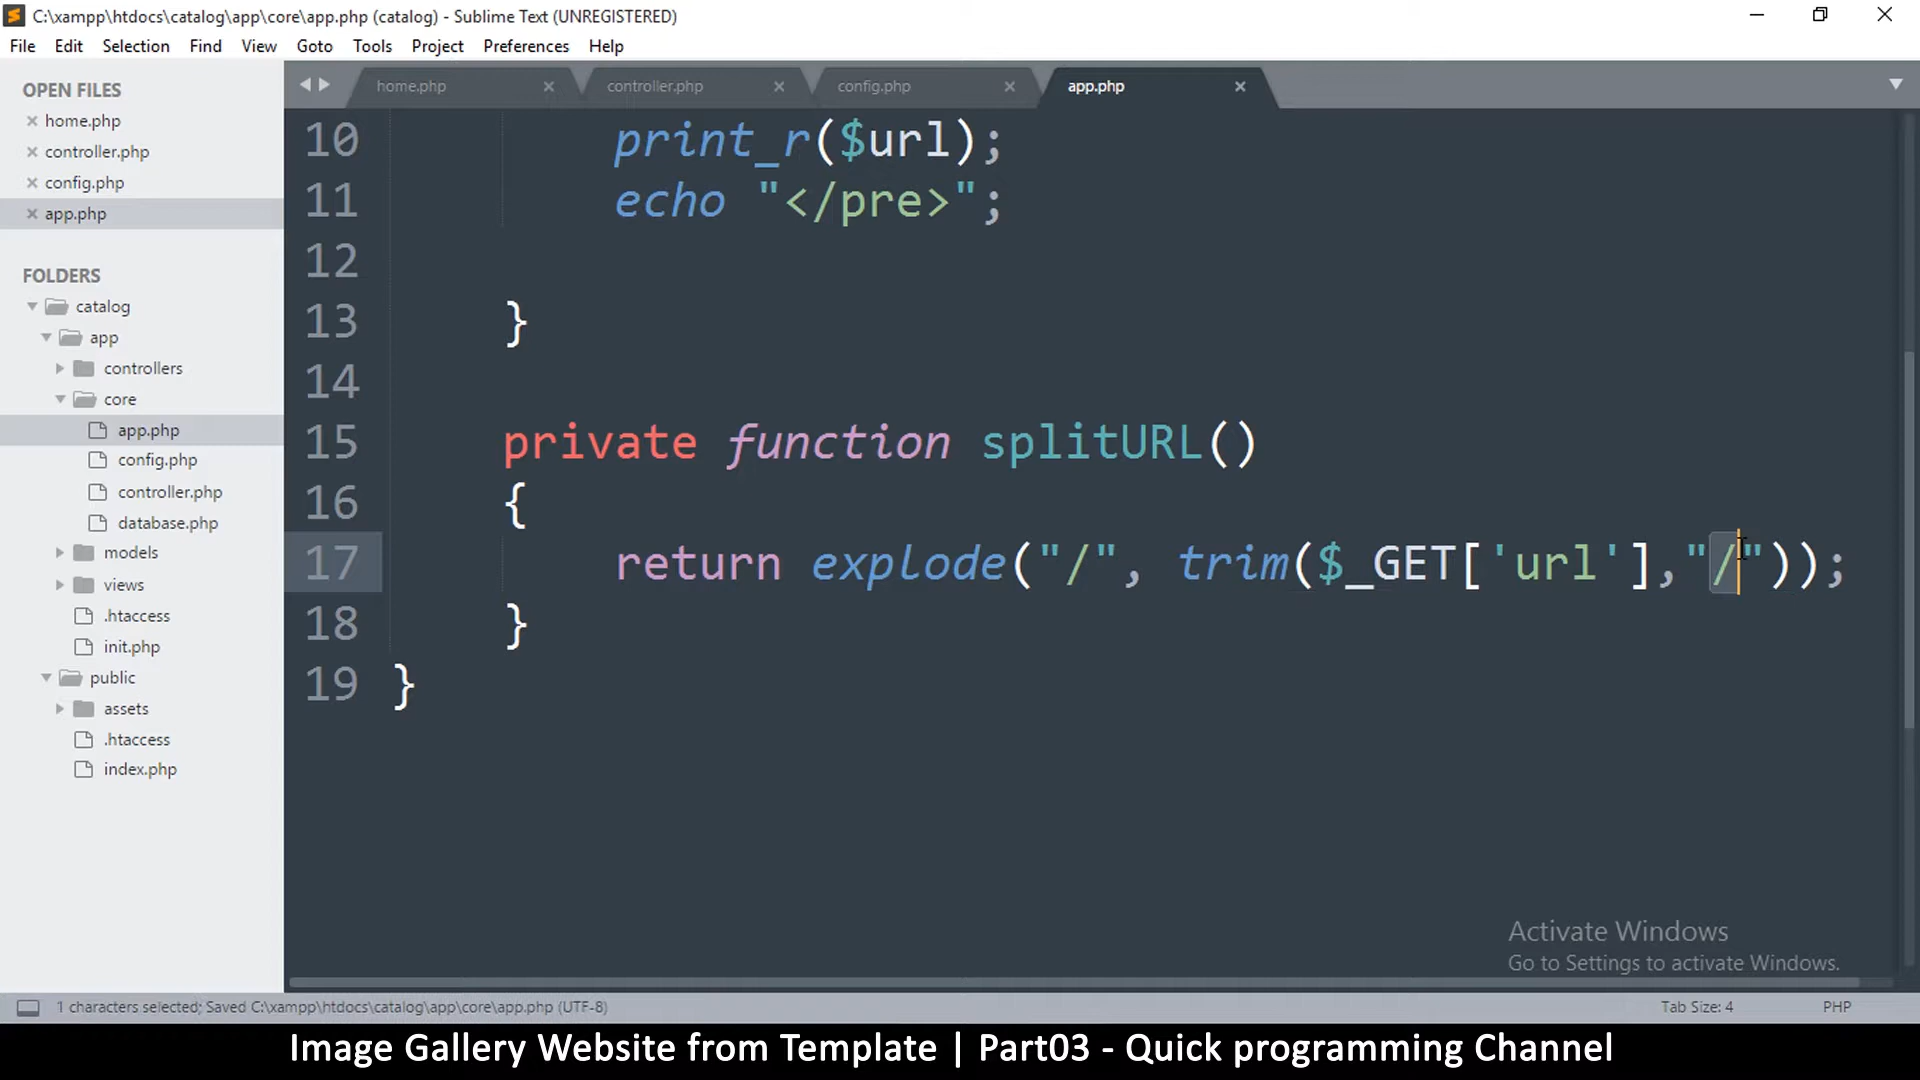 C:\xampp\htdocs\catalog\app\core\app.php (catalog) - Sublime Text (UNREGISTERED)
File Edit Selection Find View Goto Tools Project Preferences Help
OPEN FILES
home.php
controller.php
config.php
app.php
FOLDERS
catalog
app
controllers
core
app.php
config.php
controller.php
database.php
models
views
.htaccess
init.php
public
assets
.htaccess
index.php
home.php controller.php config.php app.php
10 print_r($url);
11 echo "</pre>";
12
13 }
14
15 private function splitURL()
16 {
17 return explode("/", trim($_GET['url'],"/"));
18 }
19 }
Activate Windows
Go to Settings to activate Windows.
1 characters selected; Saved C:\xampp\htdocs\catalog\app\core\app.php (UTF-8) Tab Size: 4 PHP
Image Gallery Website from Template | Part03 - Quick programming Channel